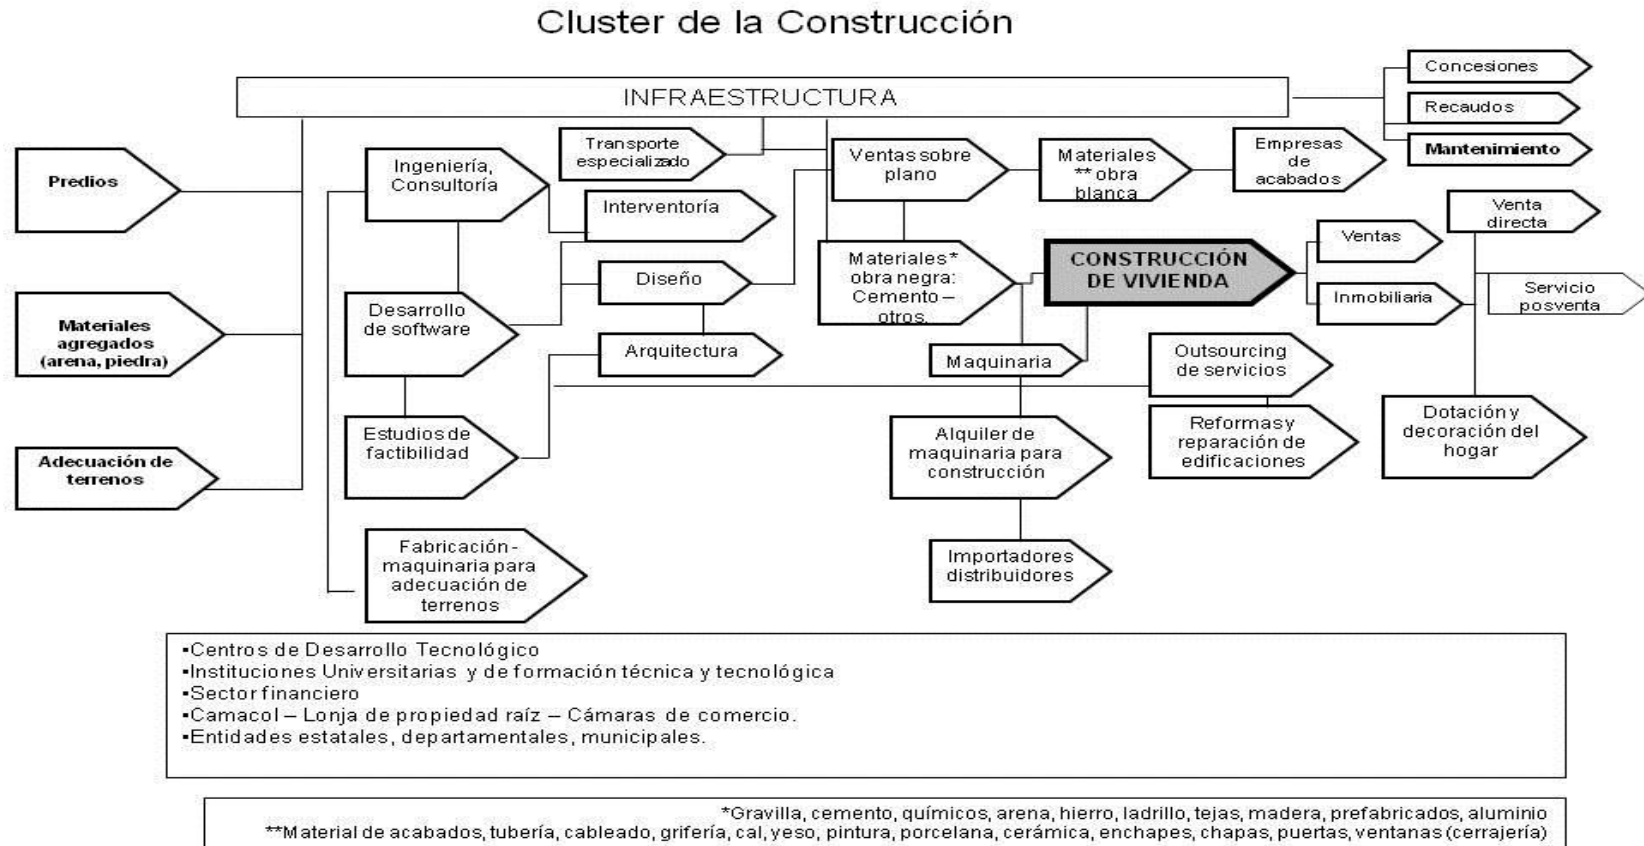 Cluster de la Construcción
INFRAESTRUCTURA
Concesiones
Recaudos
Mantenimiento
Predios
Ingeniería,
Consultoría
Transporte
especializado
Interventoría
Ventas sobre
plano
Materiales
** obra
blanca
Empresas
de
acabados
Venta
directa
Materiales
agregados
(arena, piedra)
Desarrollo
de software
Diseño
Arquitectura
Materiales*
obra negra:
Cemento –
otros.
CONSTRUCCIÓN
DE VIVIENDA
Ventas
Inmobiliaria
Servicio
posventa
Maquinaria
Outsourcing
de servicios
Adecuación de
terrenos
Estudios de
factibilidad
Alquiler de
maquinaria para
construcción
Reformas y
reparación de
edificaciones
Dotación y
decoración del
hogar
Fabricación-
maquinaria para
adecuación de
terrenos
Importadores
distribuidores
▪Centros de Desarrollo Tecnológico
▪Instituciones Universitarias y de formación técnica y tecnológica
▪Sector financiero
▪Camacol – Lonja de propiedad raíz – Cámaras de comercio.
▪Entidades estatales, departamentales, municipales.
*Gravilla, cemento, químicos, arena, hierro, ladrillo, tejas, madera, prefabricados, aluminio
**Material de acabados, tubería, cableado, grifería, cal, yeso, pintura, porcelana, cerámica, enchapes, chapas, puertas, ventanas (cerrajería)